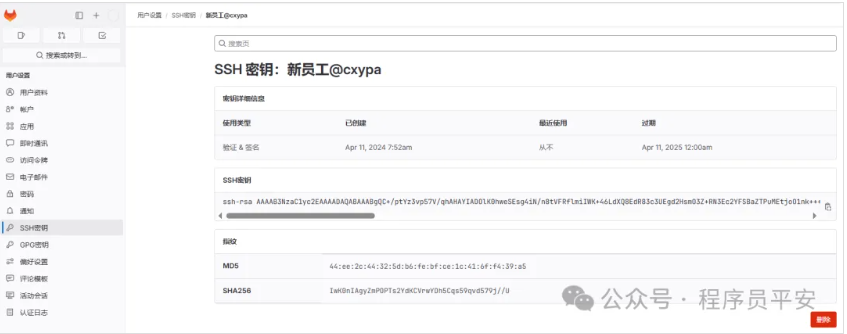 用户设置 / SSH密钥 / 新员工@cxypa
搜索或转到...
用户设置
用户资料
帐户
应用
即时通讯
访问令牌
电子邮件
密码
通知
SSH密钥
GPG密钥
偏好设置
评论模板
活动会话
认证日志
搜索页
SSH 密钥：新员工@cxypa
密钥详细信息
使用类型 已创建 最近使用 过期
验证 & 签名 Apr 11, 2024 7:52am 从不 Apr 11, 2025 12:00am
SSH密钥
ssh-rsa
指纹
MD5 44:ee:2c:44:32:5d:b6:fe:bf:ce:1c:41:6f:f4:39:a5
SHA256
公众号 · 程序员平安
删除